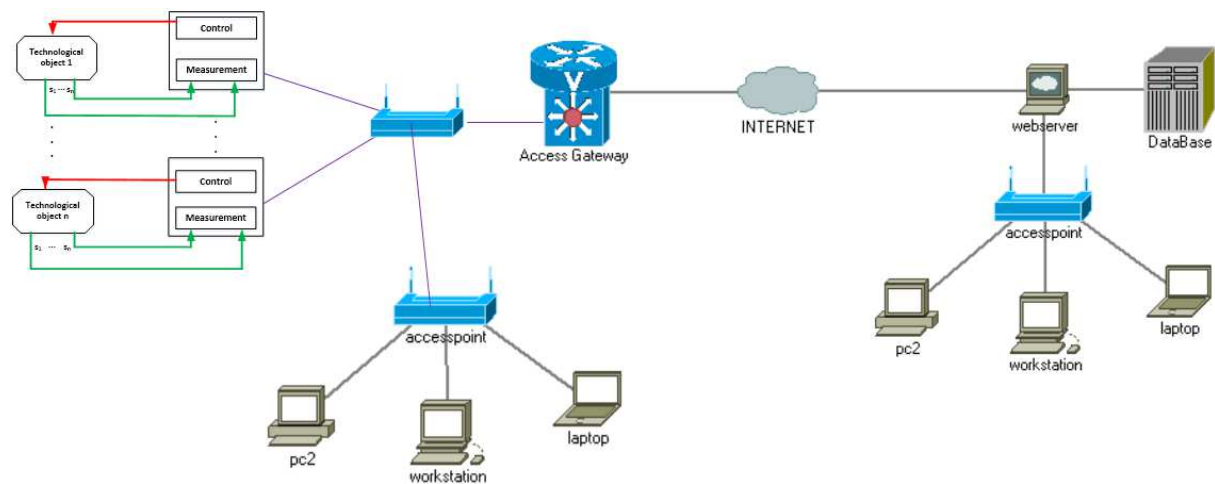 Control
Technological
object 1
Measurement
s1 ... sn
Control
Technological
object n
Measurement
s1 ... sn
Access Gateway
INTERNET
webserver
DataBase
accesspoint
pc2
workstation
laptop
accesspoint
pc2
workstation
laptop